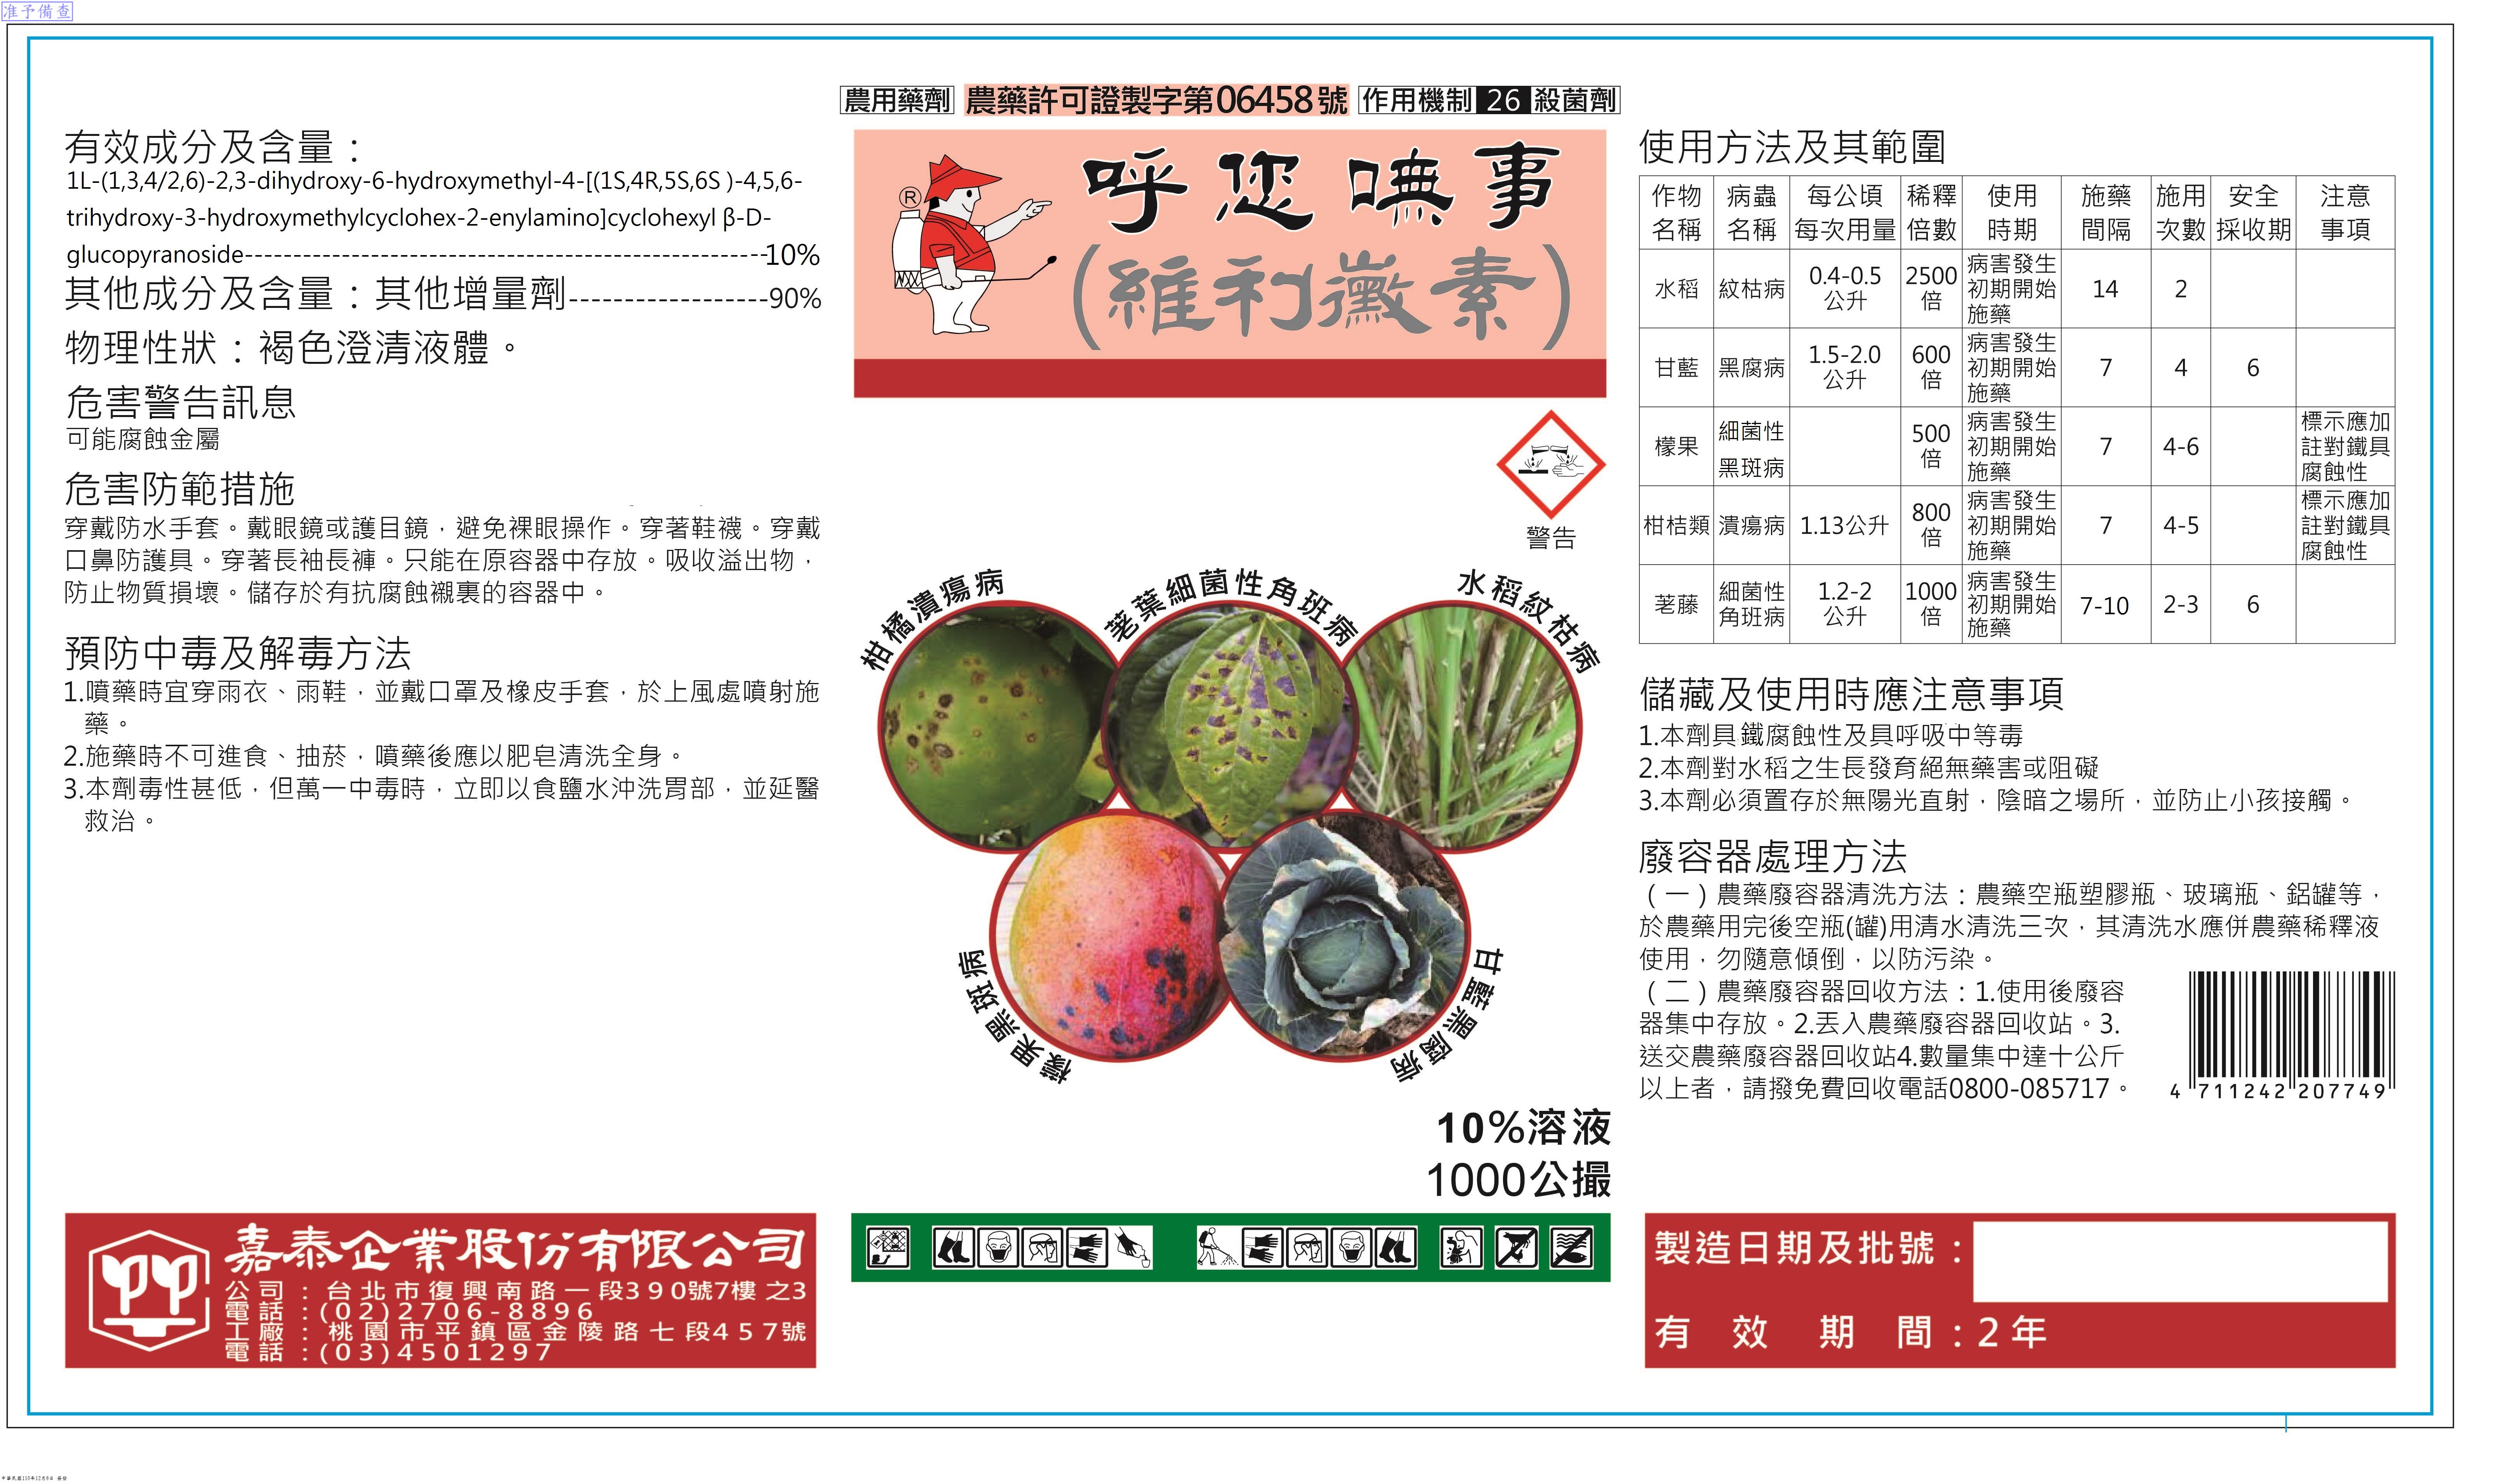 准予備查
農用藥劑 農藥許可證製字第06458號 作用機制 26 殺菌劑
有效成分及含量：
1L-(1,3,4/2,6)-2,3-dihydroxy-6-hydroxymethyl-4-[(1S,4R,5S,6S )-4,5,6-
trihydroxy-3-hydroxymethylcyclohex-2-enylamino]cyclohexyl β-D-
glucopyranoside-----------------------------------------------------10%
其他成分及含量：其他增量劑------------------90%
物理性狀：褐色澄清液體。
危害警告訊息
可能腐蝕金屬
危害防範措施
穿戴防水手套。戴眼鏡或護目鏡，避免裸眼操作。穿著鞋襪。穿戴
口鼻防護具。穿著長袖長褲。只能在原容器中存放。吸收溢出物，
防止物質損壞。儲存於有抗腐蝕襯裏的容器中。
預防中毒及解毒方法
1.噴藥時宜穿雨衣、雨鞋，並戴口罩及橡皮手套，於上風處噴射施
藥。
2.施藥時不可進食、抽菸，噴藥後應以肥皂清洗全身。
3.本劑毒性甚低，但萬一中毒時，立即以食鹽水沖洗胃部，並延醫
救治。
嘉泰企業股份有限公司
公司：台北市復興南路一段390號7樓之3
電話：(02)2706-8896
工廠：桃園市平鎮區金陵路七段457號
電話：(03)4501297
®
呼您嘸事
(維利黴素)
警告
柑橘潰瘍病
荖葉細菌性角班病
水稻紋枯病
檬果黑斑病
甘藍黑腐病
10%溶液
1000公撮
使用方法及其範圍
作物名稱 病蟲名稱 每公頃每次用量 稀釋倍數 使用時期 施藥間隔 施用次數 安全採收期 注意事項
水稻 紋枯病 0.4-0.5公升 2500倍 病害發生初期開始施藥 14 2
甘藍 黑腐病 1.5-2.0公升 600倍 病害發生初期開始施藥 7 4 6
檬果 細菌性黑斑病 500倍 病害發生初期開始施藥 7 4-6 標示應加註對鐵具腐蝕性
柑桔類 潰瘍病 1.13公升 800倍 病害發生初期開始施藥 7 4-5 標示應加註對鐵具腐蝕性
荖藤 細菌性角班病 1.2-2公升 1000倍 病害發生初期開始施藥 7-10 2-3 6
儲藏及使用時應注意事項
1.本劑具鐵腐蝕性及具呼吸中等毒
2.本劑對水稻之生長發育絕無藥害或阻礙
3.本劑必須置存於無陽光直射，陰暗之場所，並防止小孩接觸。
廢容器處理方法
（一）農藥廢容器清洗方法：農藥空瓶塑膠瓶、玻璃瓶、鋁罐等，
於農藥用完後空瓶(罐)用清水清洗三次，其清洗水應併農藥稀釋液
使用，勿隨意傾倒，以防污染。
（二）農藥廢容器回收方法：1.使用後廢容
器集中存放。2.丟入農藥廢容器回收站。3.
送交農藥廢容器回收站4.數量集中達十公斤
以上者，請撥免費回收電話0800-085717。
4 711242 207749
製造日期及批號：
有效期間：2年